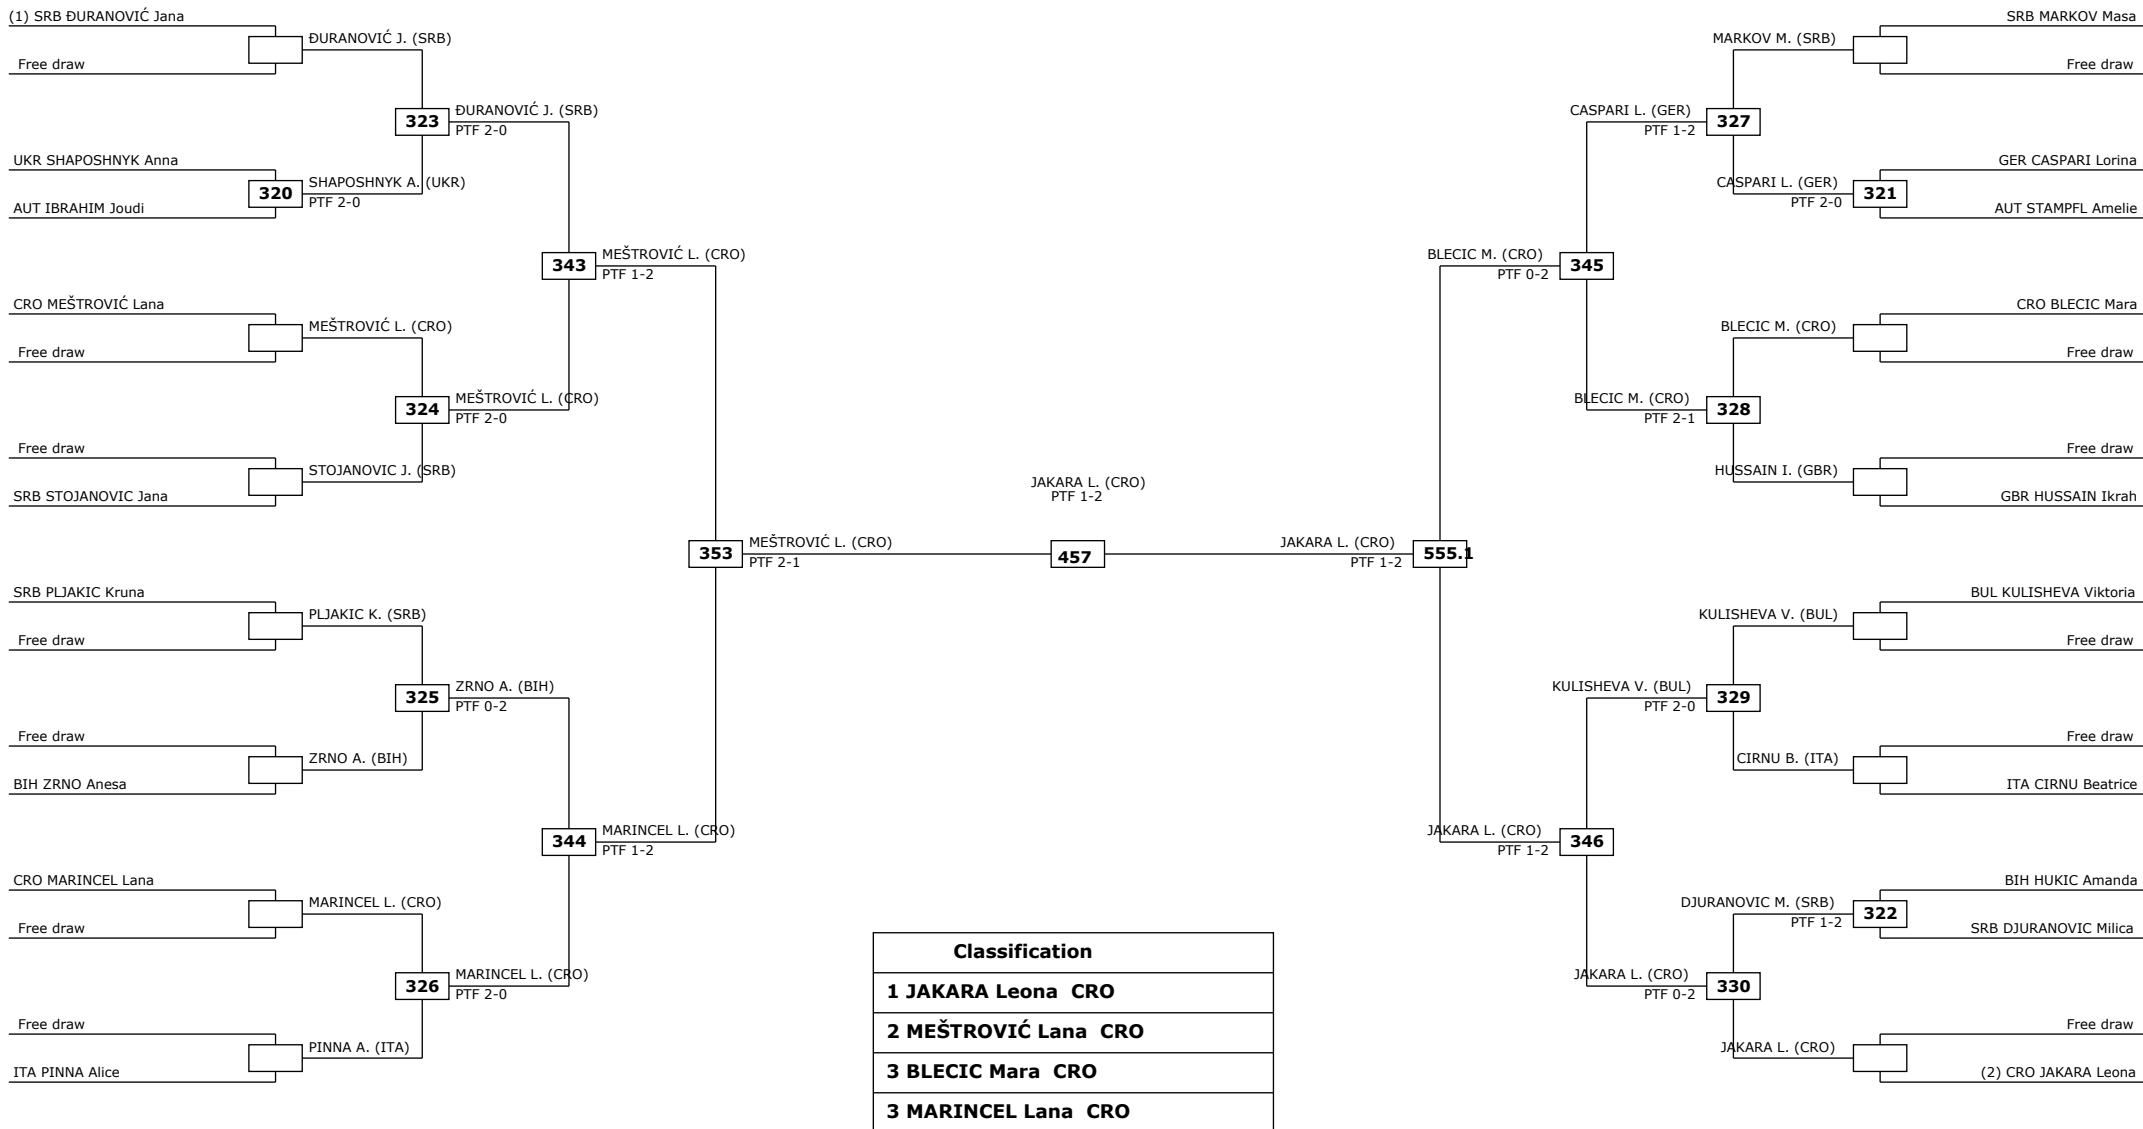 (1) SRB ĐURANOVIĆ Jana
Free draw
ĐURANOVIĆ J. (SRB)
323
ĐURANOVIĆ J. (SRB)
PTF 2-0
UKR SHAPOSHNYK Anna
AUT IBRAHIM Joudi
320
SHAPOSHNYK A. (UKR)
PTF 2-0
343
MEŠTROVIĆ L. (CRO)
PTF 1-2
CRO MEŠTROVIĆ Lana
Free draw
MEŠTROVIĆ L. (CRO)
324
MEŠTROVIĆ L. (CRO)
PTF 2-0
Free draw
SRB STOJANOVIC Jana
STOJANOVIC J. (SRB)
353
MEŠTROVIĆ L. (CRO)
PTF 2-1
SRB PLJAKIC Kruna
Free draw
PLJAKIC K. (SRB)
325
ZRNO A. (BIH)
PTF 0-2
Free draw
BIH ZRNO Anesa
ZRNO A. (BIH)
344
MARINCEL L. (CRO)
PTF 1-2
CRO MARINCEL Lana
Free draw
MARINCEL L. (CRO)
326
MARINCEL L. (CRO)
PTF 2-0
Free draw
ITA PINNA Alice
PINNA A. (ITA)
JAKARA L. (CRO)
PTF 1-2
457
SRB MARKOV Masa
Free draw
MARKOV M. (SRB)
CASPARI L. (GER)
PTF 1-2
327
GER CASPARI Lorina
AUT STAMPFL Amelie
CASPARI L. (GER)
PTF 2-0
321
BLECIC M. (CRO)
PTF 0-2
345
CRO BLECIC Mara
Free draw
BLECIC M. (CRO)
BLECIC M. (CRO)
PTF 2-1
328
Free draw
GBR HUSSAIN Ikrah
HUSSAIN I. (GBR)
JAKARA L. (CRO)
PTF 1-2
555.1
BUL KULISHEVA Viktoria
Free draw
KULISHEVA V. (BUL)
KULISHEVA V. (BUL)
PTF 2-0
329
Free draw
ITA CIRNU Beatrice
CIRNU B. (ITA)
JAKARA L. (CRO)
PTF 1-2
346
BIH HUKIC Amanda
SRB DJURANOVIC Milica
DJURANOVIC M. (SRB)
PTF 1-2
322
JAKARA L. (CRO)
PTF 0-2
330
Free draw
(2) CRO JAKARA Leona
JAKARA L. (CRO)
Classification
1 JAKARA Leona CRO
2 MEŠTROVIĆ Lana CRO
3 BLECIC Mara CRO
3 MARINCEL Lana CRO